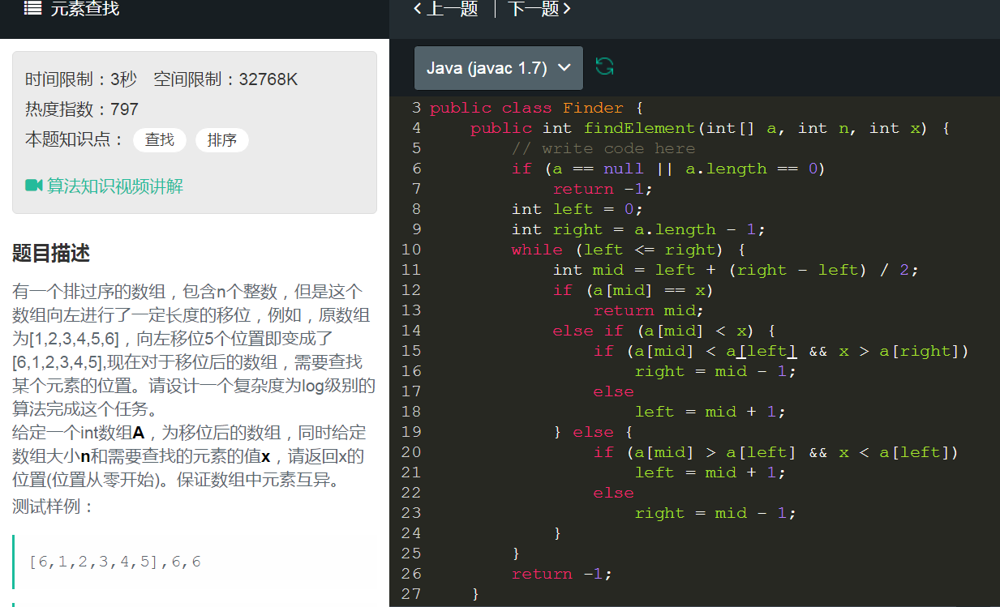 元素查找
上一题 下一题
时间限制：3秒 空间限制：32768K
热度指数：797
本题知识点： 查找 排序
算法知识视频讲解
题目描述
有一个排过序的数组，包含n个整数，但是这个
数组向左进行了一定长度的移位，例如，原数组
为[1,2,3,4,5,6]，向左移位5个位置即变成了
[6,1,2,3,4,5],现在对于移位后的数组，需要查找
某个元素的位置。请设计一个复杂度为log级别的
算法完成这个任务。
给定一个int数组A，为移位后的数组，同时给定
数组大小n和需要查找的元素的值x，请返回x的
位置(位置从零开始)。保证数组中元素互异。
测试样例：
[6,1,2,3,4,5],6,6
Java (javac 1.7)
3 public class Finder {
4     public int findElement(int[] a, int n, int x) {
5         // write code here
6         if (a == null || a.length == 0)
7             return -1;
8         int left = 0;
9         int right = a.length - 1;
10         while (left <= right) {
11             int mid = left + (right - left) / 2;
12             if (a[mid] == x)
13                 return mid;
14             else if (a[mid] < x) {
15                 if (a[mid] < a[left] && x > a[right])
16                     right = mid - 1;
17                 else
18                     left = mid + 1;
19             } else {
20                 if (a[mid] > a[left] && x < a[left])
21                     left = mid + 1;
22                 else
23                     right = mid - 1;
24             }
25         }
26         return -1;
27     }